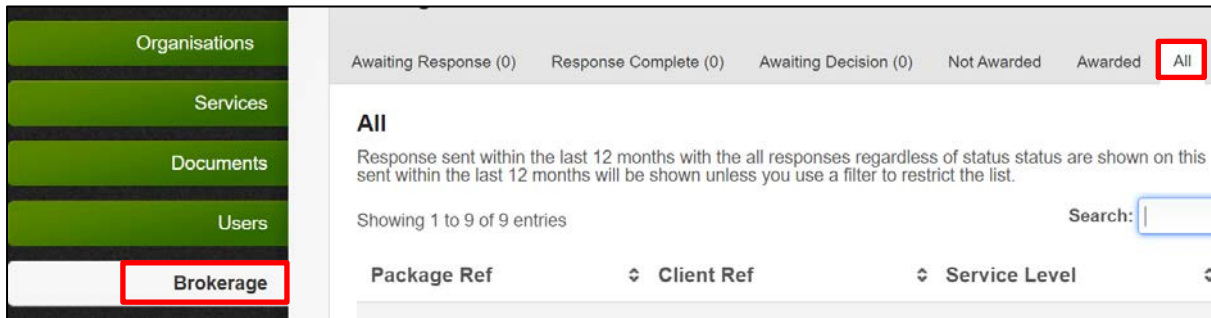 Organisations
Services
Documents
Users
Brokerage
Awaiting Response (0) Response Complete (0) Awaiting Decision (0) Not Awarded Awarded All
All
Response sent within the last 12 months with the all responses regardless of status status are shown on this
sent within the last 12 months will be shown unless you use a filter to restrict the list.
Showing 1 to 9 of 9 entries Search:
Package Ref Client Ref Service Level